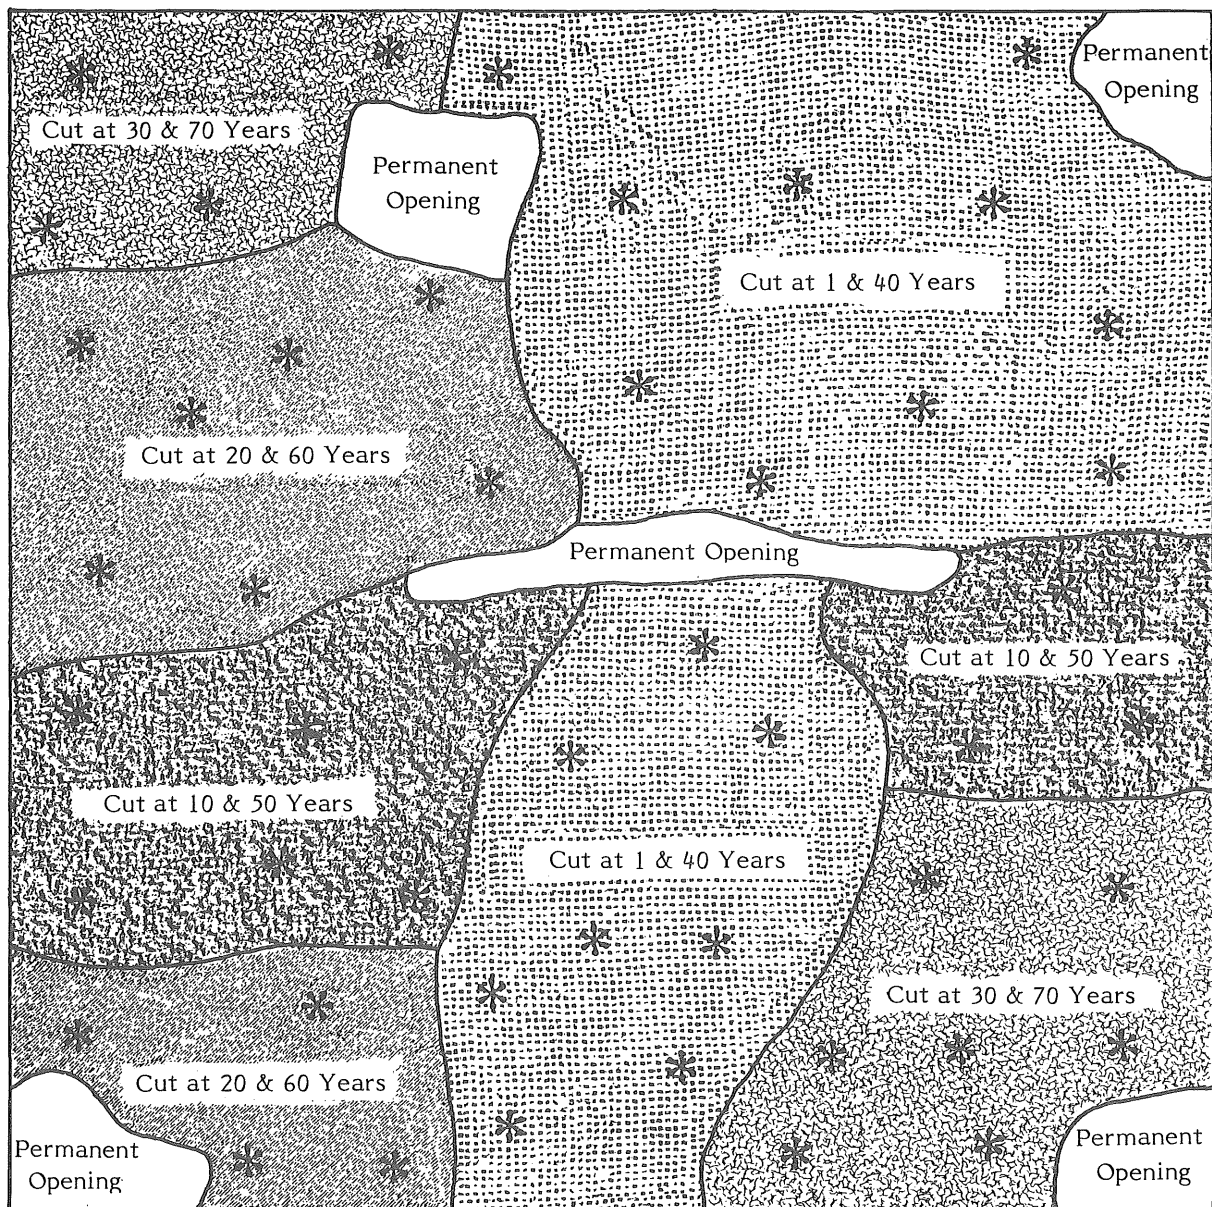 Permanent
Opening
Cut at 30 & 70 Years
Permanent
Opening
Cut at 1 & 40 Years
Cut at 20 & 60 Years
Permanent Opening
Cut at 10 & 50 Years
Cut at 10 & 50 Years
Cut at 1 & 40 Years
Cut at 30 & 70 Years
Cut at 20 & 60 Years
Permanent
Opening
Permanent
Opening